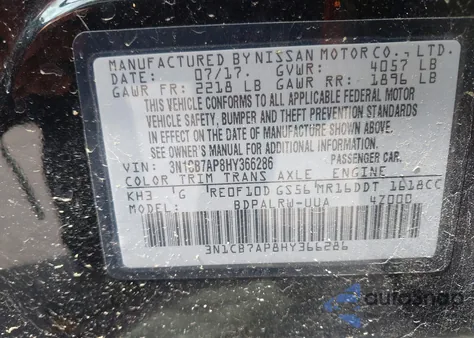 MANUFACTURED BY NISSAN MOTOR CO., LTD.
DATE: 07/17. GVWR: 4057 LB
GAWR FR: 2218 LB GAWR RR: 1896 LB
THIS VEHICLE CONFORMS TO ALL APPLICABLE FEDERAL MOTOR
VEHICLE SAFETY, BUMPER AND THEFT PREVENTION STANDARDS
IN EFFECT ON THE DATE OF MANUFACTURE SHOWN ABOVE.
SEE OWNER'S MANUAL FOR ADDITIONAL INFORMATION.
VIN: 3N1CB7AP8HY366286 PASSENGER CAR.
COLOR TRIM TRANS AXLE ENGINE
KH3 G RE0F10D GS56 MR16DDT 1618CC
MODEL: BDPALRW-UUA 47000
3N1CB7AP8HY366286
autosnap